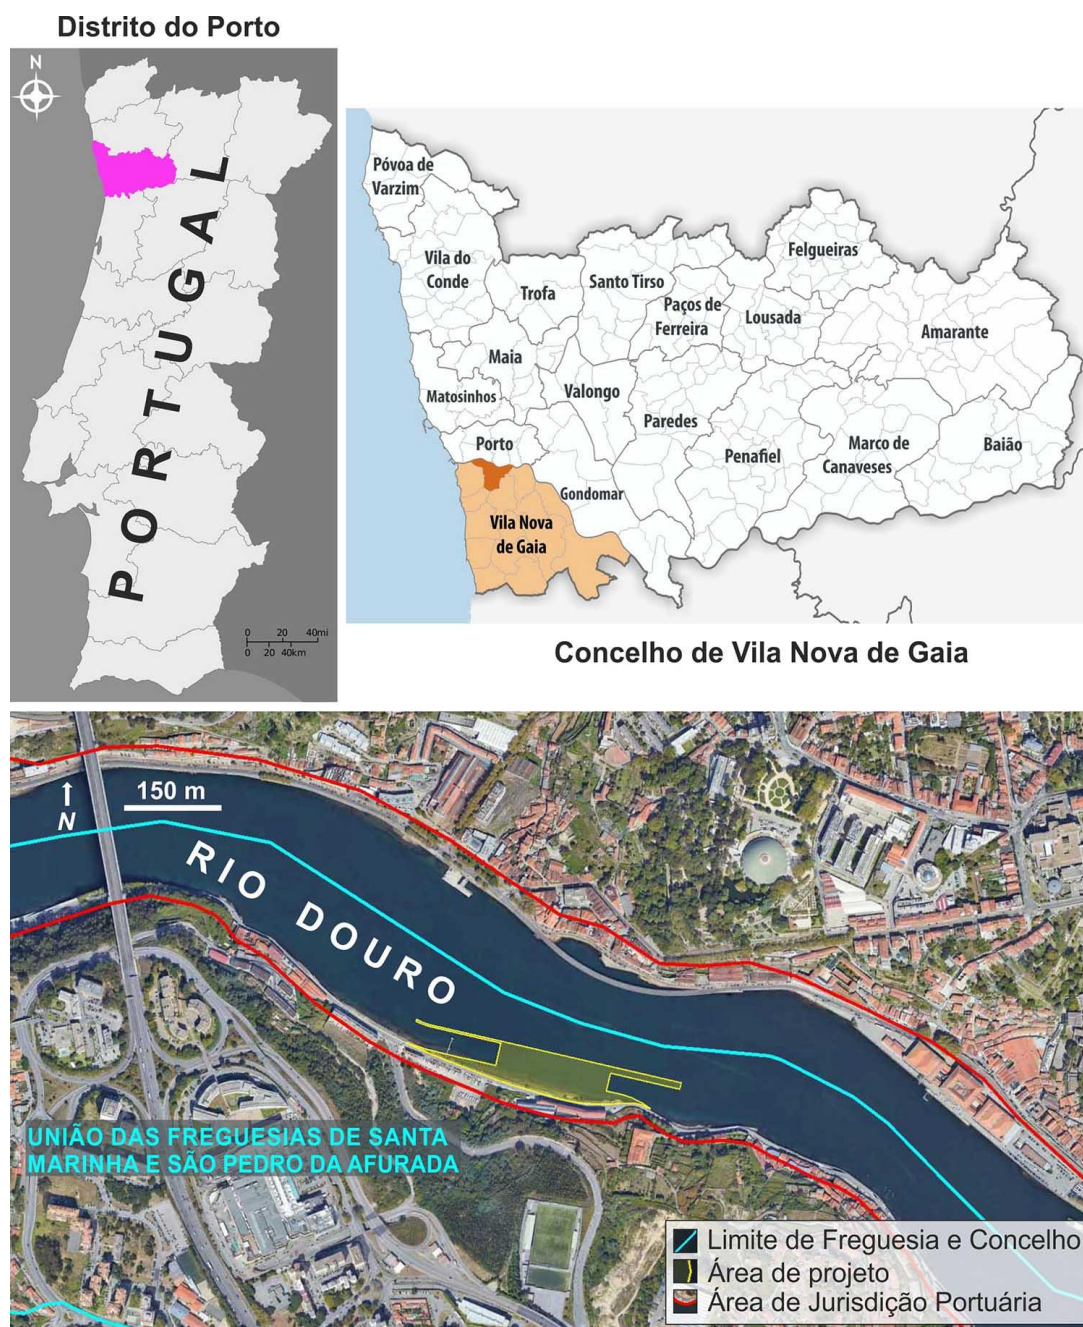 Distrito do Porto
N
PORTUGAL
0 20 40mi
0 20 40km
Póvoa de
Varzim
Vila do
Conde
Trofa
Santo Tirso
Paços de
Ferreira
Felgueiras
Lousada
Amarante
Maia
Matosinhos
Valongo
Paredes
Porto
Gondomar
Penafiel
Marco de
Canaveses
Baião
Vila Nova
de Gaia
Concelho de Vila Nova de Gaia
150 m
N
RIO DOURO
UNIÃO DAS FREGUESIAS DE SANTA
MARINHA E SÃO PEDRO DA AFURADA
Limite de Freguesia e Concelho
Área de projeto
Área de Jurisdição Portuária